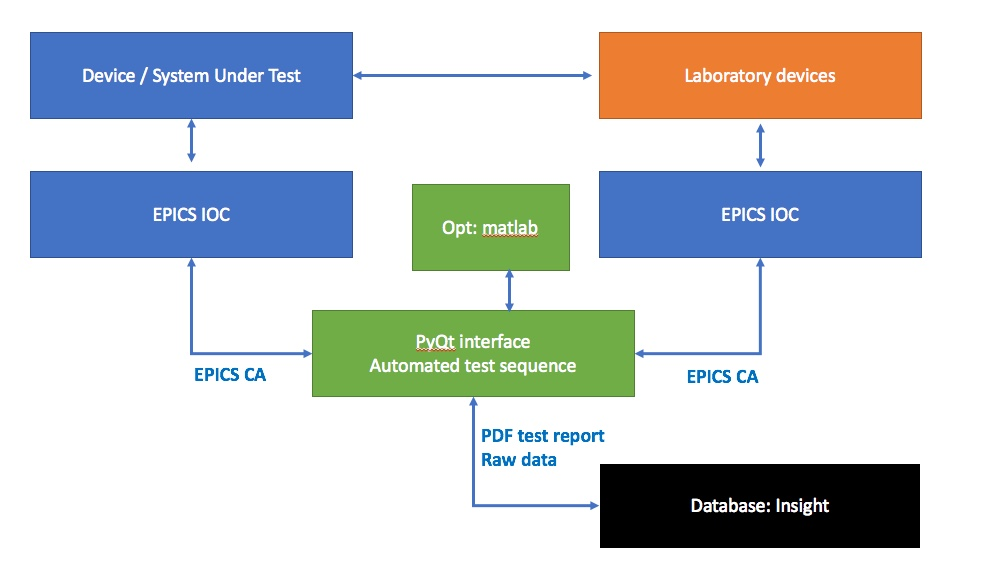 Device / System Under Test
Laboratory devices
EPICS IOC
Opt: matlab
EPICS IOC
PyQt interface
Automated test sequence
EPICS CA
EPICS CA
PDF test report
Raw data
Database: Insight